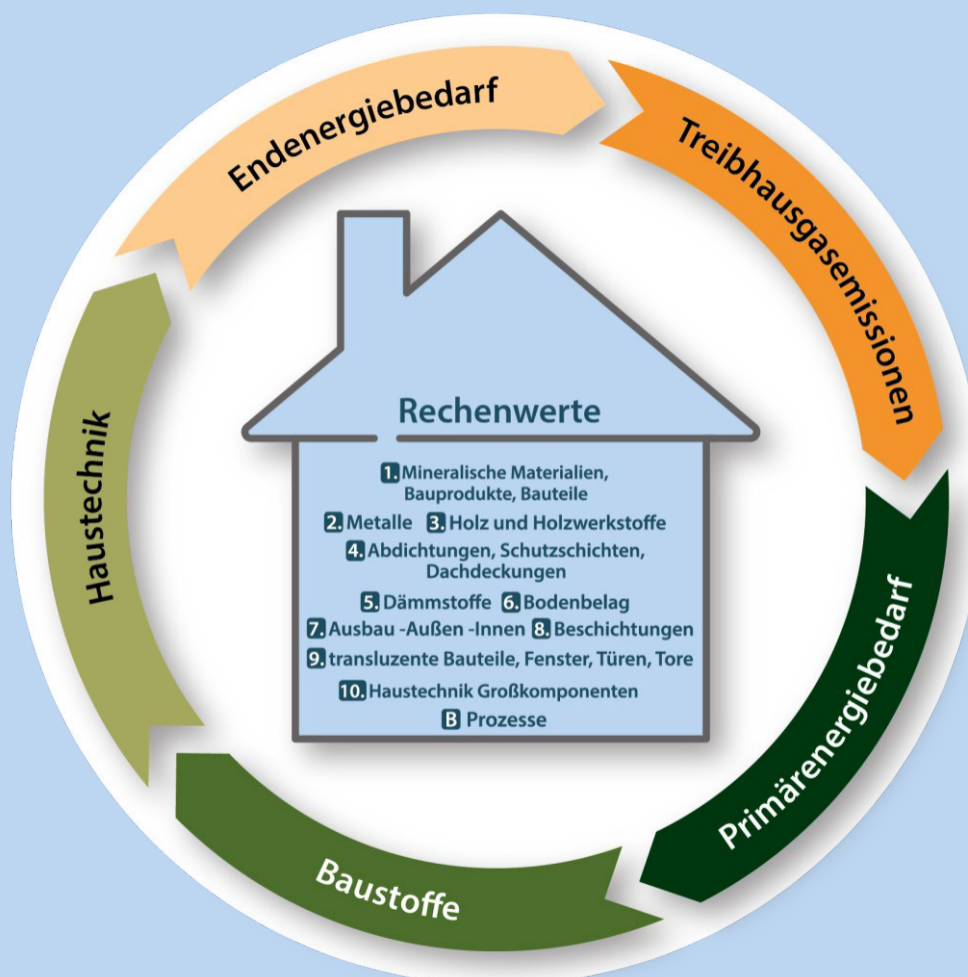 Endenergiebedarf
Treibhausgasemissionen
Primärenergiebedarf
Baustoffe
Haustechnik
Rechenwerte
1. Mineralische Materialien,
Bauprodukte, Bauteile
2. Metalle 3. Holz und Holzwerkstoffe
4. Abdichtungen, Schutzschichten,
Dachdeckungen
5. Dämmstoffe 6. Bodenbelag
7. Ausbau -Außen -Innen 8. Beschichtungen
9. transluzente Bauteile, Fenster, Türen, Tore
10. Haustechnik Großkomponenten
B Prozesse